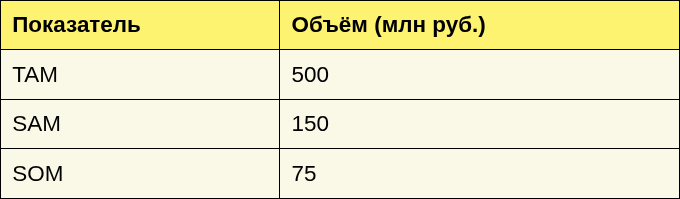 Показатель Объём (млн руб.)
TAM 500
SAM 150
SOM 75